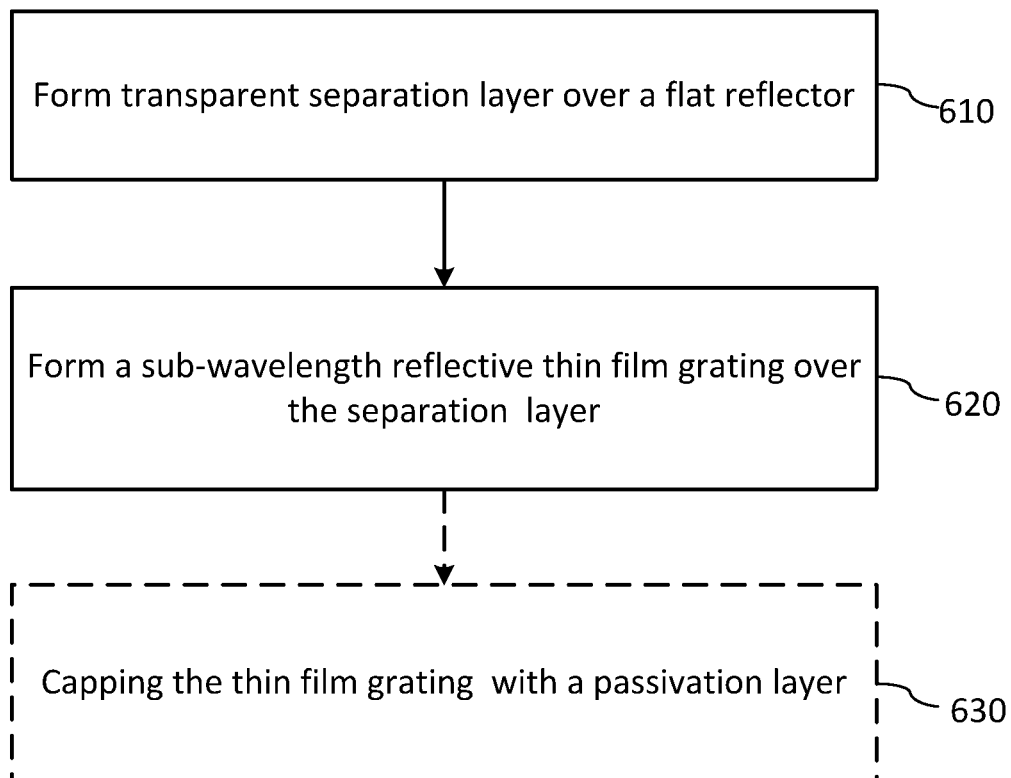 Form transparent separation layer over a flat reflector
610
Form a sub-wavelength reflective thin film grating over
the separation layer
620
Capping the thin film grating with a passivation layer
630